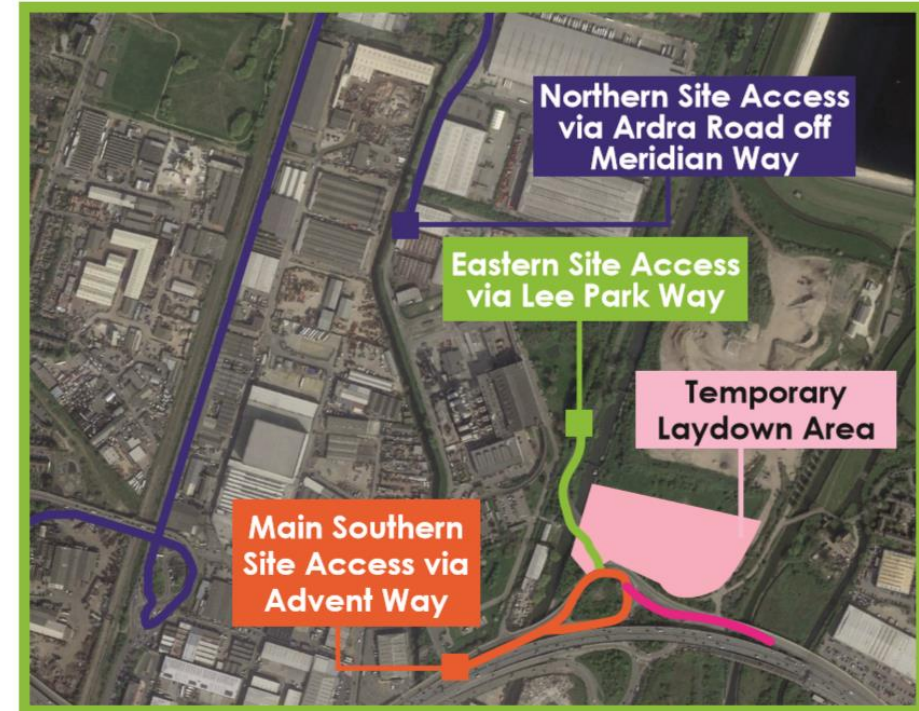 Northern Site Access
via Ardra Road off
Meridian Way
Eastern Site Access
via Lee Park Way
Temporary
Laydown Area
Main Southern
Site Access via
Advent Way